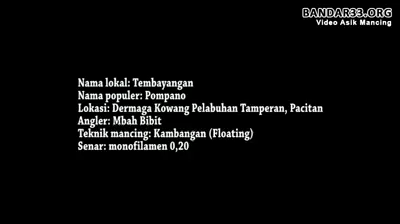 BANDAR33.ORG
Video Asik Mancing
Nama lokal: Tembayangan
Nama populer: Pompano
Lokasi: Dermaga Kowang Pelabuhan Tamperan, Pacitan
Angler: Mbah Bibit
Teknik mancing: Kambangan (Floating)
Senar: monofilamen 0,20